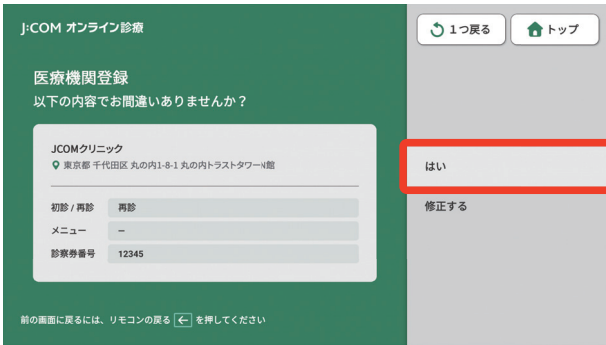 J:COM オンライン診療
1つ戻る
トップ
医療機関登録
以下の内容でお間違いありませんか？
JCOMクリニック
東京都 千代田区 丸の内1-8-1 丸の内トラストタワーN館
初診 / 再診 再診
メニュー –
診察券番号 12345
はい
修正する
前の画面に戻るには、リモコンの戻る ← を押してください